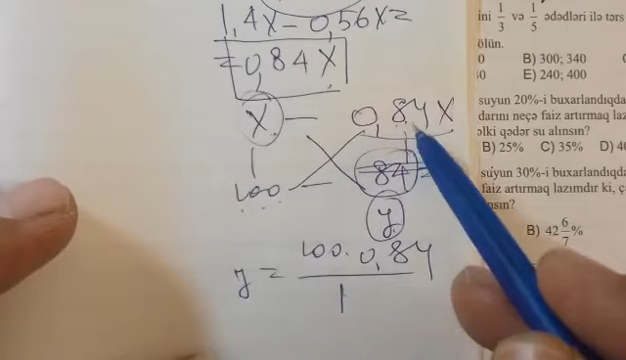 1,4X − 0,56X =
= 0,84X
X — 0,84X
100 — 84 =
y
y = 100 · 0,84
1
ini 1/3 və 1/5 ədədləri ilə tərs
ölün.
0 B) 300; 340
0 E) 240; 400
suyun 20%-i buxarlandıqda
darını neçə faiz artırmaq laz
əlki qədər su alınsın?
B) 25% C) 35% D) 4
suyun 30%-i buxarlandıqda
faiz artırmaq lazımdır ki,
nsın?
B) 42 6/7 %